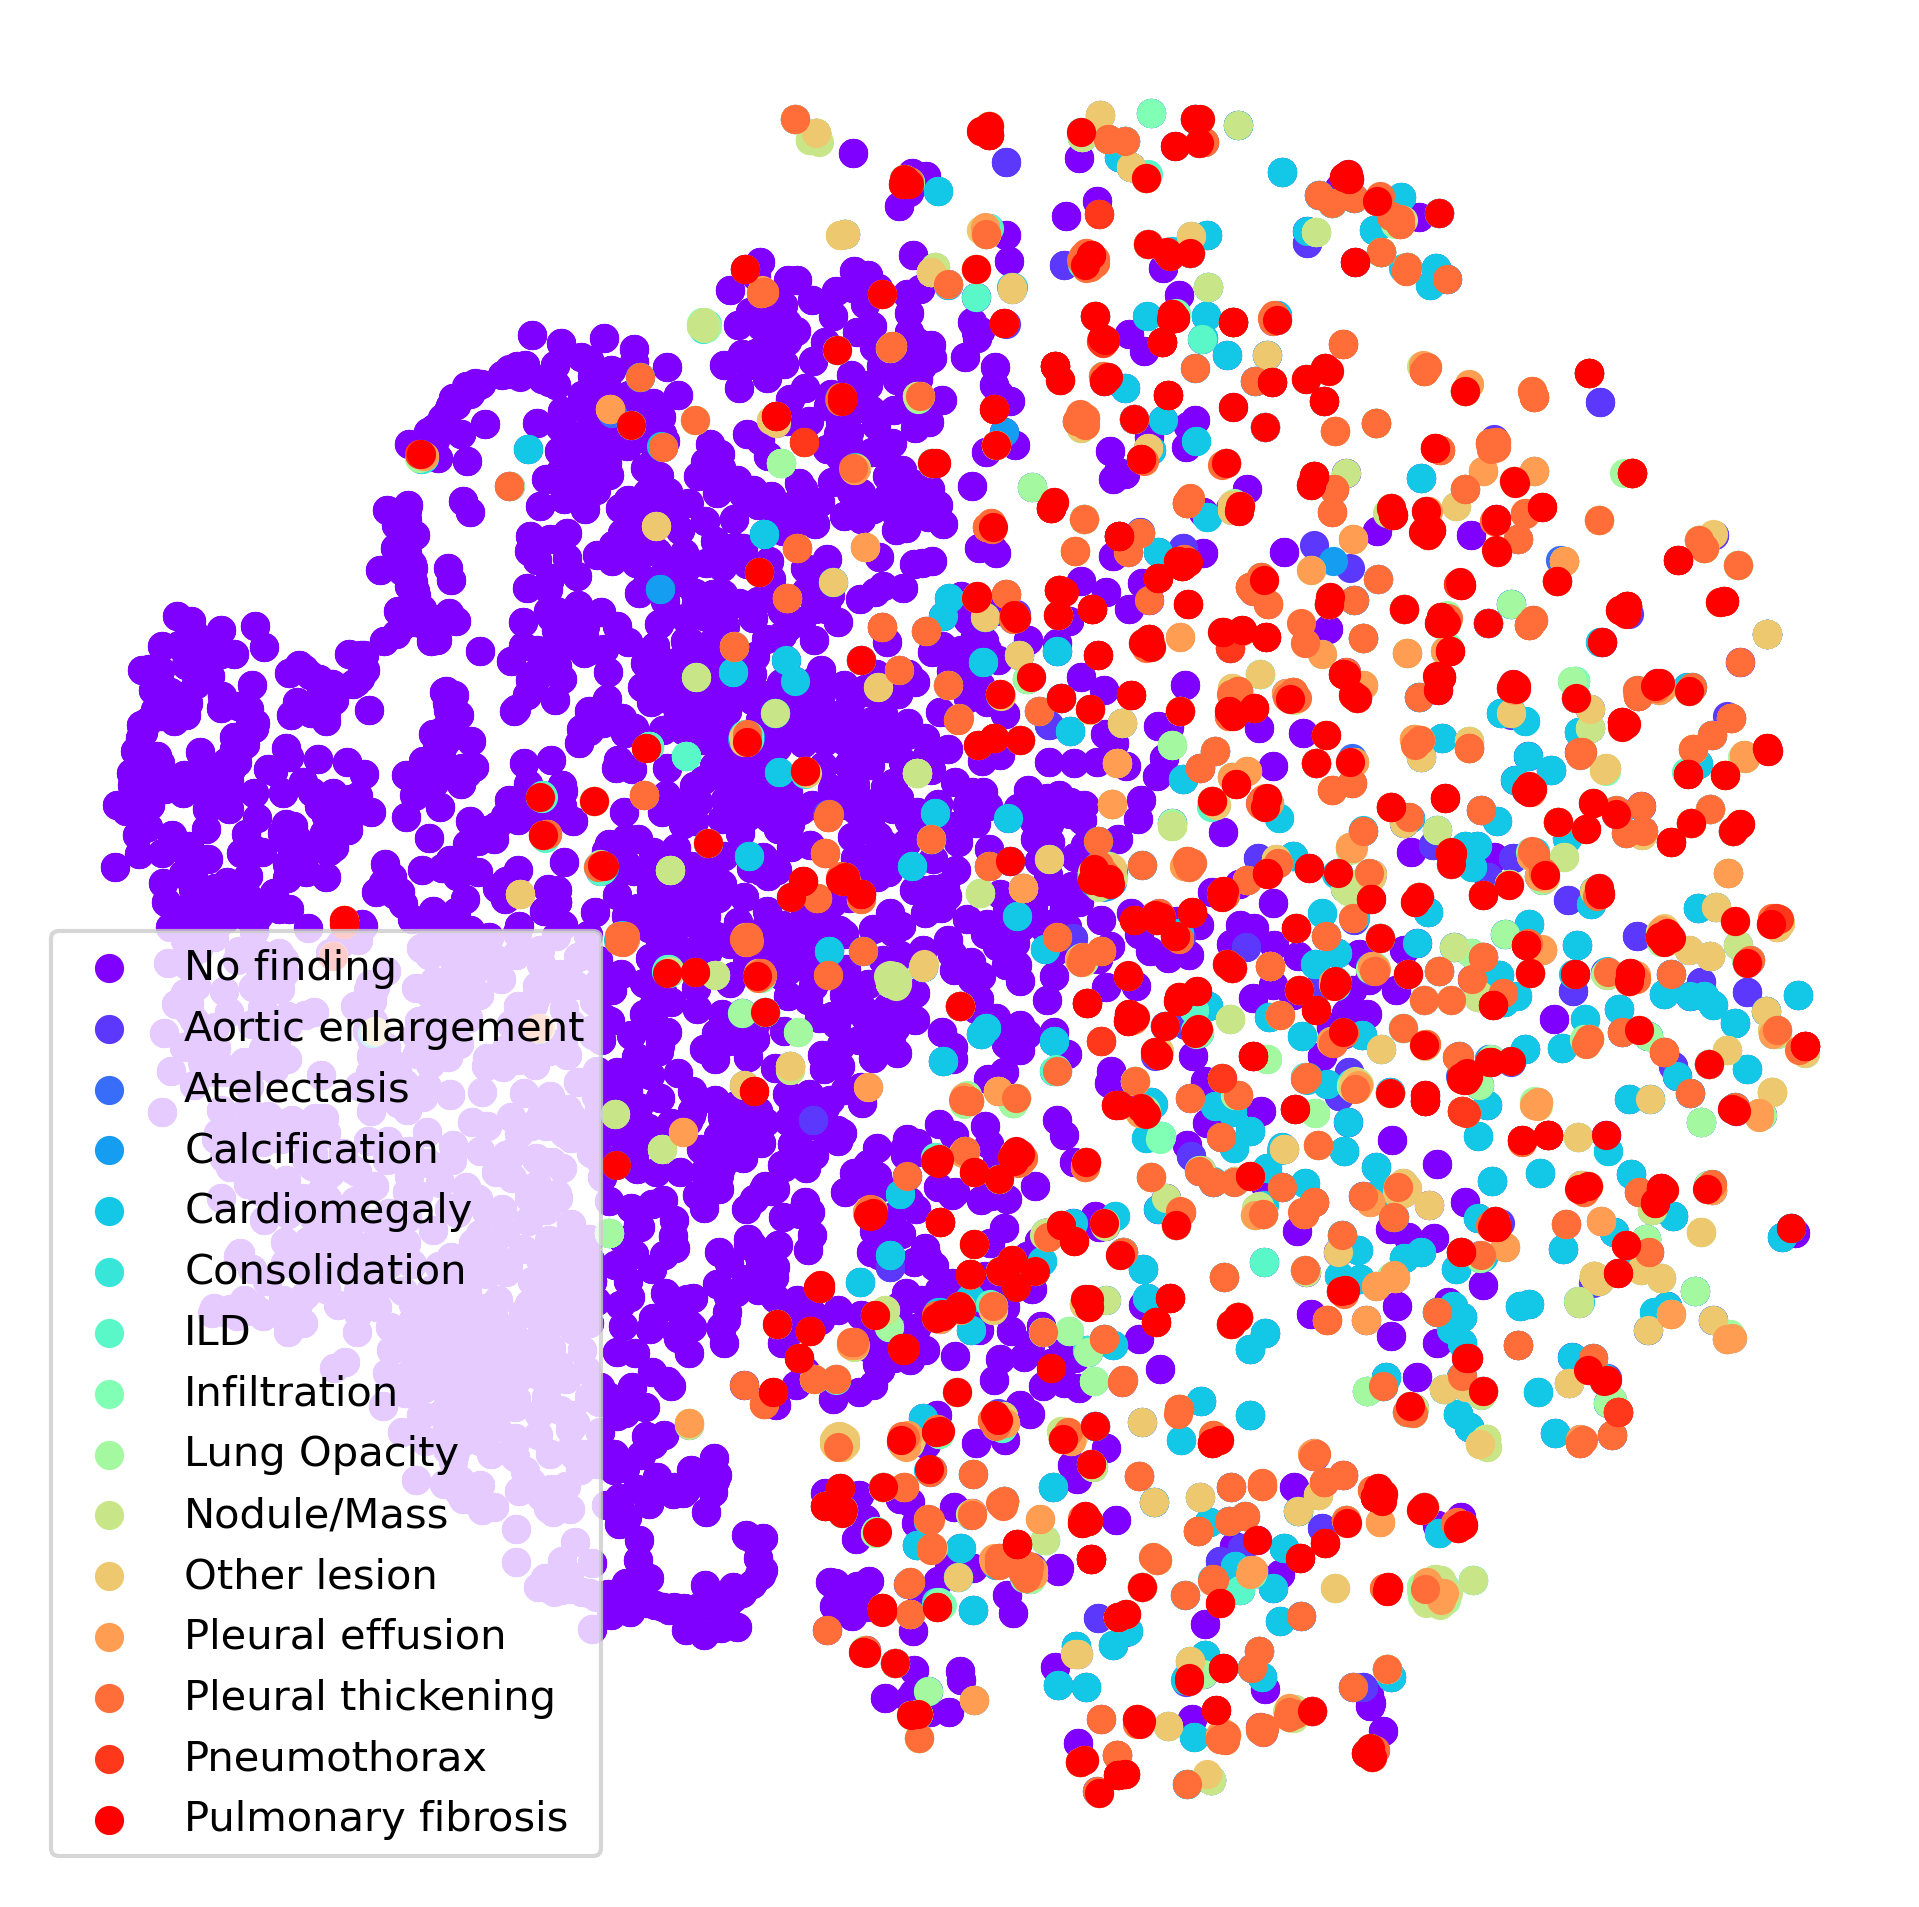 No finding
Aortic enlargement
Atelectasis
Calcification
Cardiomegaly
Consolidation
ILD
Infiltration
Lung Opacity
Nodule/Mass
Other lesion
Pleural effusion
Pleural thickening
Pneumothorax
Pulmonary fibrosis